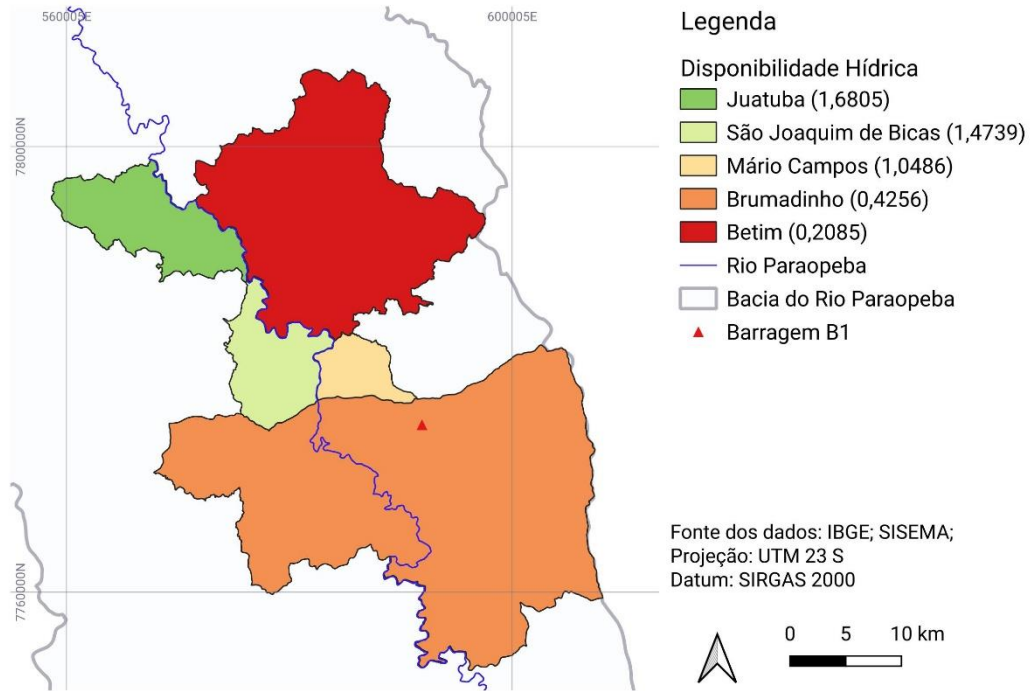 560005E
600005E
7780000N
7760000N
Legenda
Disponibilidade Hídrica
Juatuba (1,6805)
São Joaquim de Bicas (1,4739)
Mário Campos (1,0486)
Brumadinho (0,4256)
Betim (0,2085)
Rio Paraopeba
Bacia do Rio Paraopeba
Barragem B1
Fonte dos dados: IBGE; SISEMA;
Projeção: UTM 23 S
Datum: SIRGAS 2000
0 5 10 km